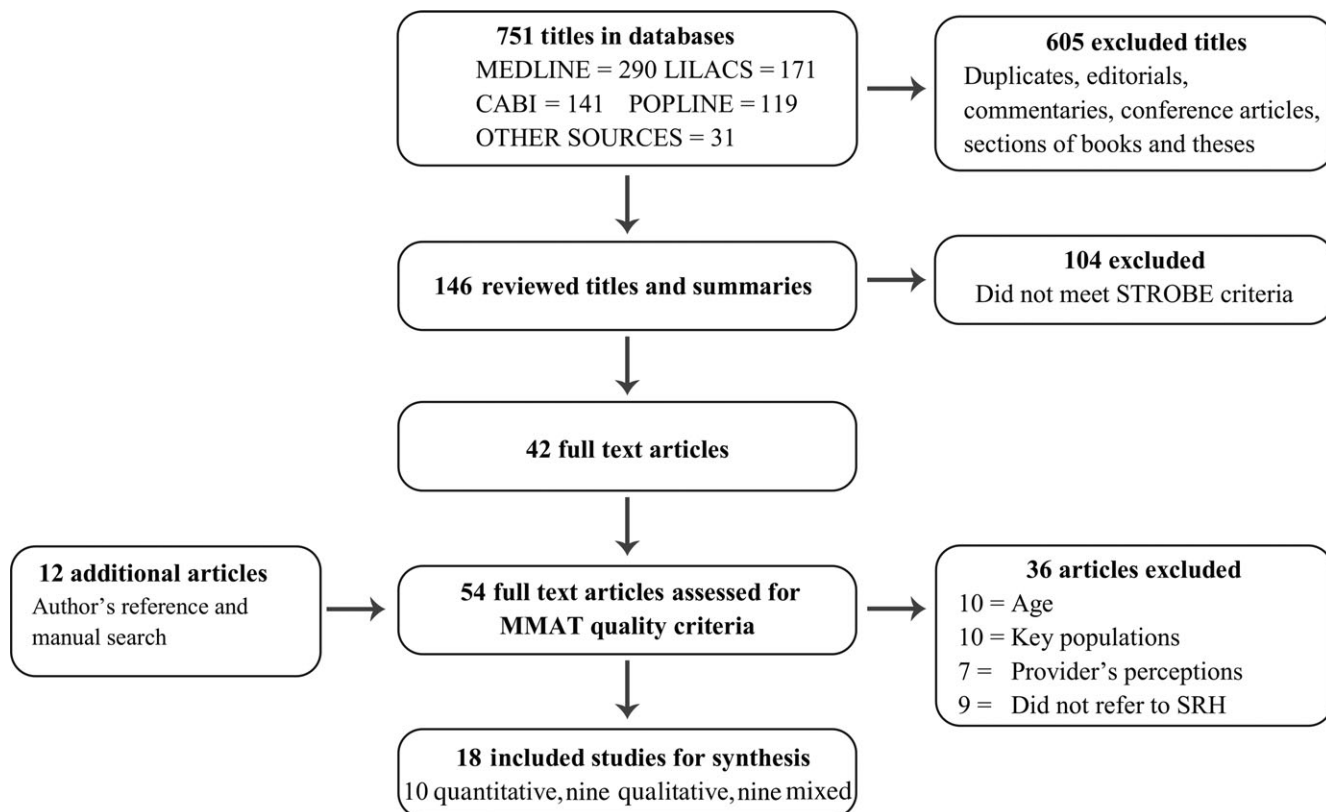 751 titles in databases
MEDLINE = 290 LILACS = 171
CABI = 141 POPLINE = 119
OTHER SOURCES = 31
605 excluded titles
Duplicates, editorials,
commentaries, conference articles,
sections of books and theses
146 reviewed titles and summaries
104 excluded
Did not meet STROBE criteria
42 full text articles
12 additional articles
Author's reference and
manual search
54 full text articles assessed for
MMAT quality criteria
36 articles excluded
10 = Age
10 = Key populations
7 = Provider's perceptions
9 = Did not refer to SRH
18 included studies for synthesis
10 quantitative, nine qualitative, nine mixed